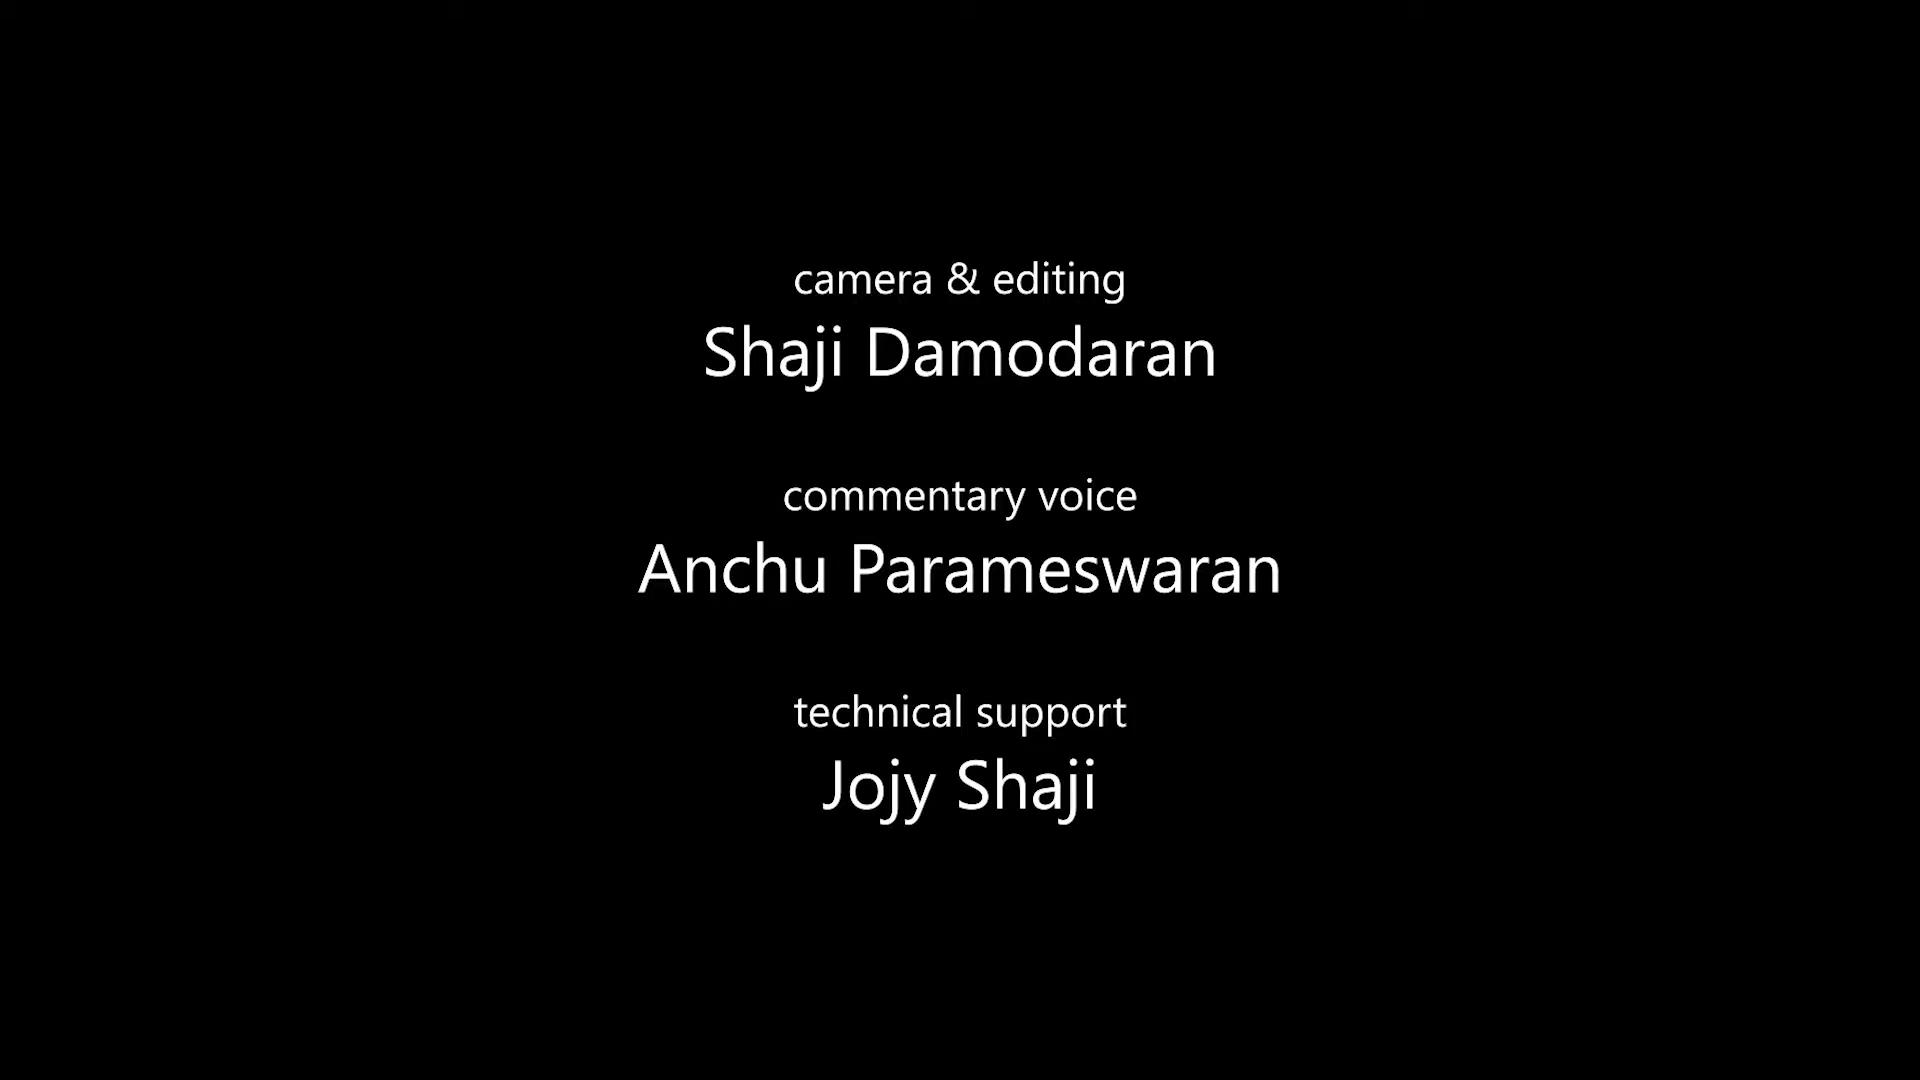 camera & editing
Shaji Damodaran
commentary voice
Anchu Parameswaran
technical support
Jojy Shaji